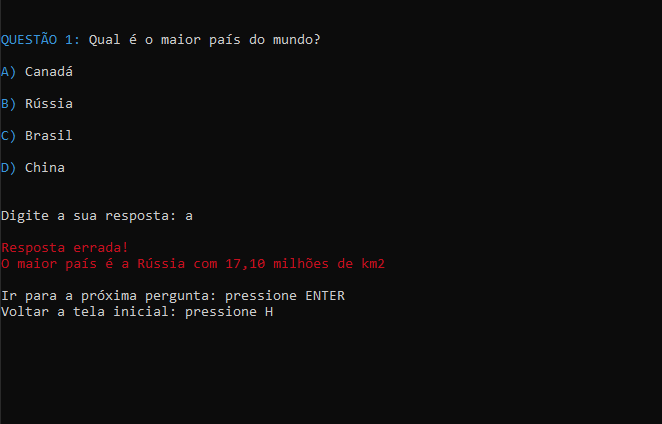 QUESTÃO 1: Qual é o maior país do mundo?
A) Canadá
B) Rússia
C) Brasil
D) China
Digite a sua resposta: a
Resposta errada!
O maior país é a Rússia com 17,10 milhões de km2
Ir para a próxima pergunta: pressione ENTER
Voltar a tela inicial: pressione H